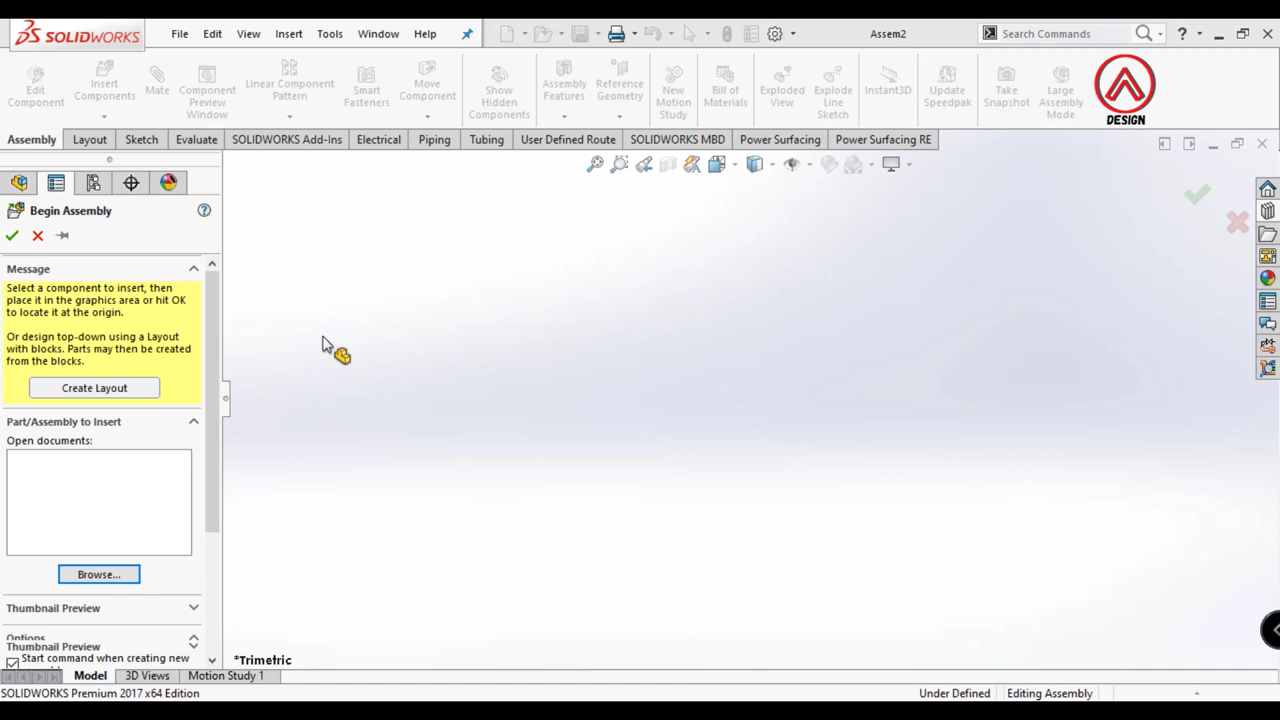 SOLIDWORKS
File Edit View Insert Tools Window Help
Assem2
Search Commands
Edit Component
Insert Components
Mate
Component Preview Window
Linear Component Pattern
Smart Fasteners
Move Component
Show Hidden Components
Assembly Features
Reference Geometry
New Motion Study
Bill of Materials
Exploded View
Explode Line Sketch
Instant3D
Update Speedpak
Take Snapshot
Large Assembly Mode
DESIGN
Assembly Layout Sketch Evaluate SOLIDWORKS Add-Ins Electrical Piping Tubing User Defined Route SOLIDWORKS MBD Power Surfacing Power Surfacing RE
Begin Assembly
Message
Select a component to insert, then
place it in the graphics area or hit OK
to locate it at the origin.
Or design top-down using a Layout
with blocks. Parts may then be created
from the blocks.
Create Layout
Part/Assembly to Insert
Open documents:
Browse...
Thumbnail Preview
Options
Thumbnail Preview
Start command when creating new
*Trimetric
Model 3D Views Motion Study 1
SOLIDWORKS Premium 2017 x64 Edition
Under Defined Editing Assembly